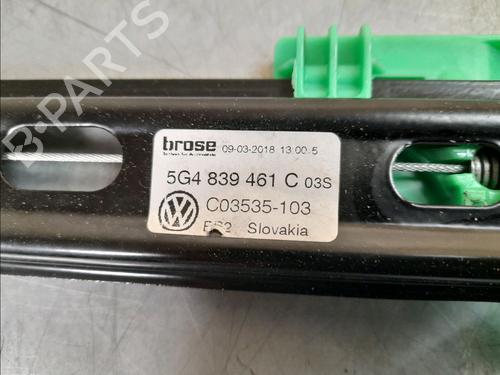 brose 09-03-2018 13:00:5
5G4 839 461 C 03S
C03535-103
Slovakia
B-PARTS